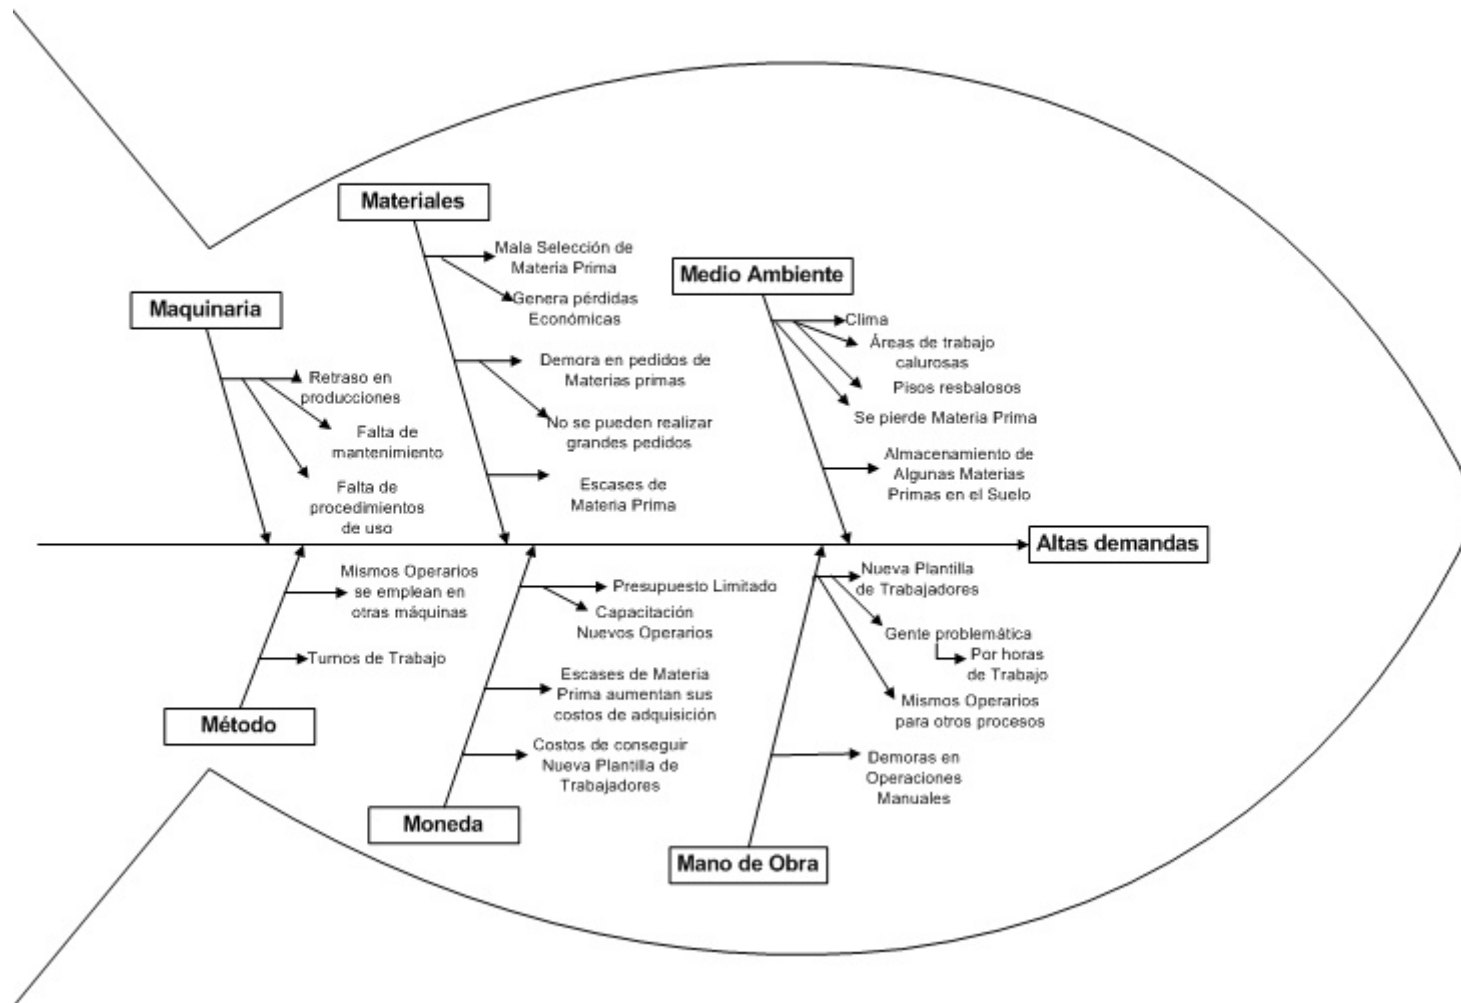 Materiales
Mala Selección de
Materia Prima
Genera pérdidas
Económicas
Demora en pedidos de
Materias primas
No se pueden realizar
grandes pedidos
Escases de
Materia Prima
Medio Ambiente
Clima
Áreas de trabajo
calurosas
Pisos resbalosos
Se pierde Materia Prima
Almacenamiento de
Algunas Materias
Primas en el Suelo
Maquinaria
Retraso en
producciones
Falta de
mantenimiento
Falta de
procedimientos
de uso
Altas demandas
Mismos Operarios
se emplean en
otras máquinas
Turnos de Trabajo
Método
Presupuesto Limitado
Capacitación
Nuevos Operarios
Escases de Materia
Prima aumentan sus
costos de adquisición
Costos de conseguir
Nueva Plantilla de
Trabajadores
Moneda
Nueva Plantilla
de Trabajadores
Gente problemática
Por horas
de Trabajo
Mismos Operarios
para otros procesos
Demoras en
Operaciones
Manuales
Mano de Obra